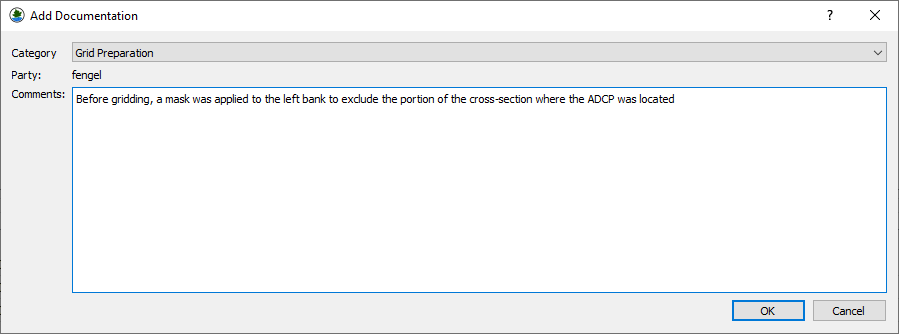 Add Documentation
?
Category
Grid Preparation
Party:
fengel
Comments:
Before gridding, a mask was applied to the left bank to exclude the portion of the cross-section where the ADCP was located
OK
Cancel